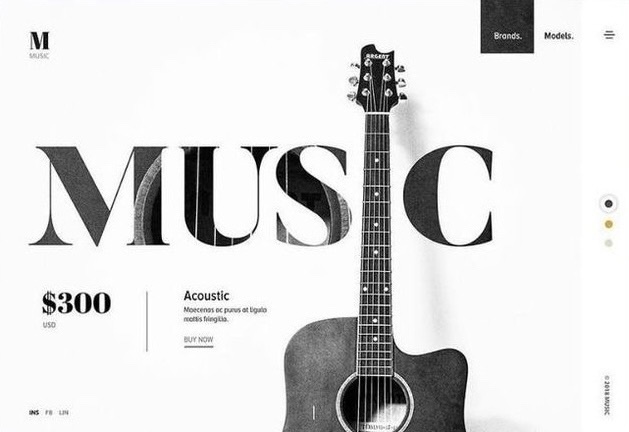 M
MUSIC
Brands.
Models.
ARGENT
MUSIC
$300
USD
Acoustic
Maecenas ac purus at ligula
mattis fringilla.
BUY NOW
INS FB LIN
© 2018 MUSIC